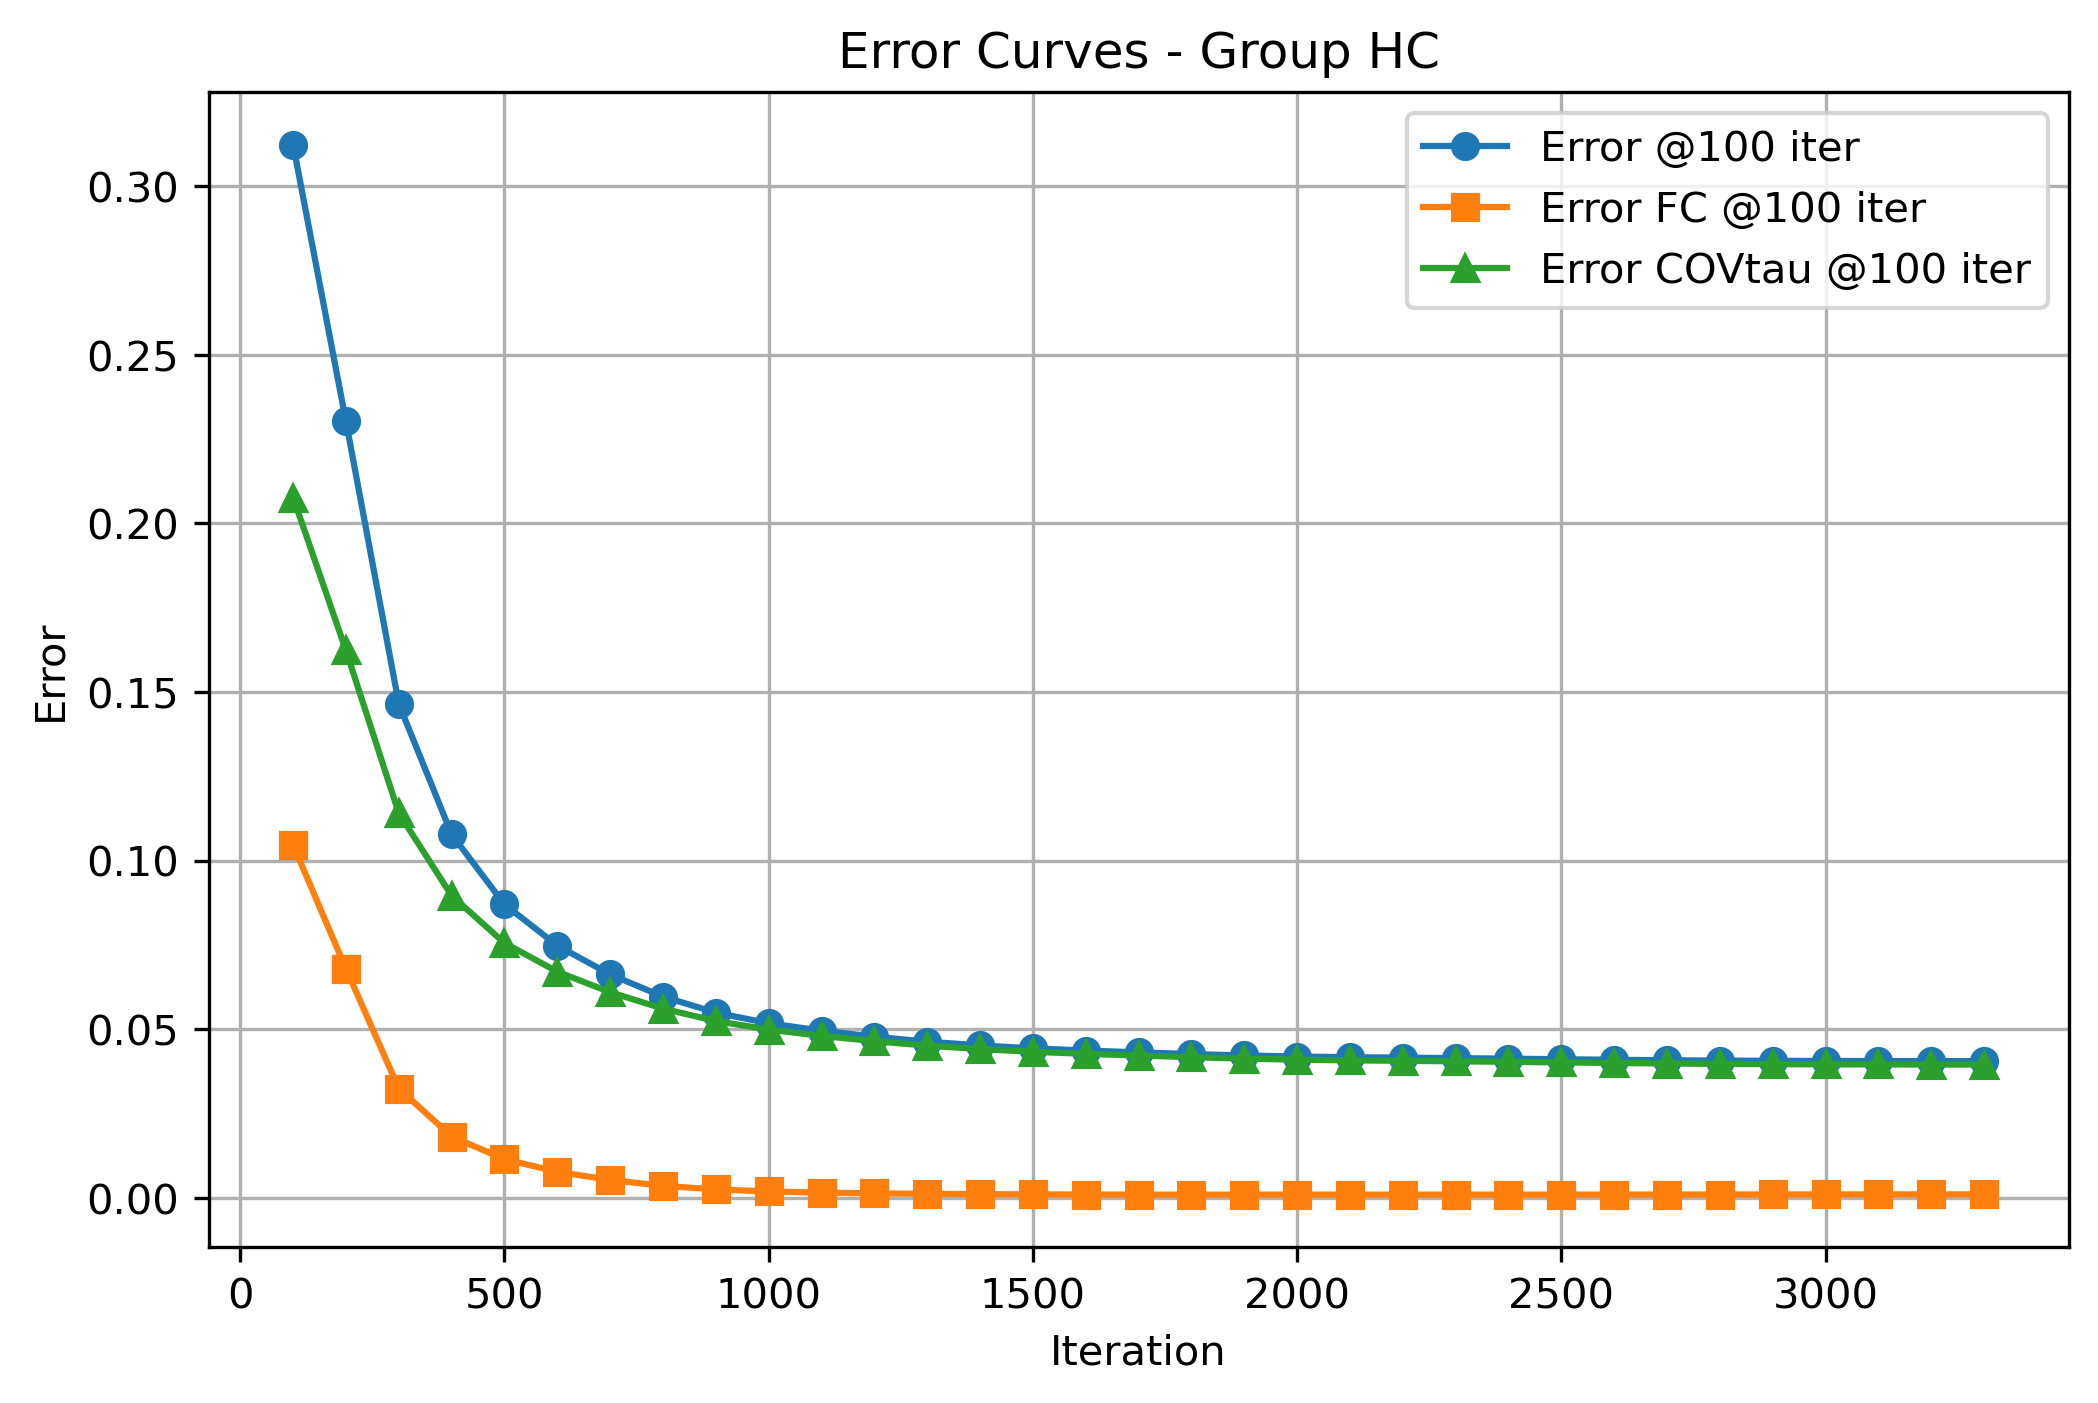 Error Curves - Group HC
Error @100 iter
Error FC @100 iter
Error COVtau @100 iter
Error
0.30
0.25
0.20
0.15
0.10
0.05
0.00
0 500 1000 1500 2000 2500 3000
Iteration